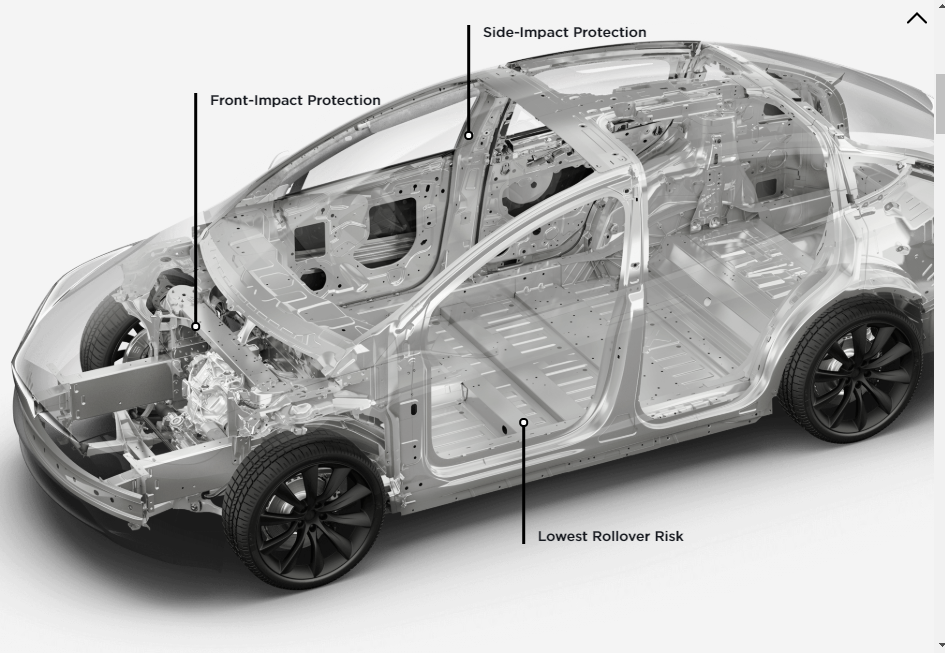 Side-Impact Protection
Front-Impact Protection
Lowest Rollover Risk